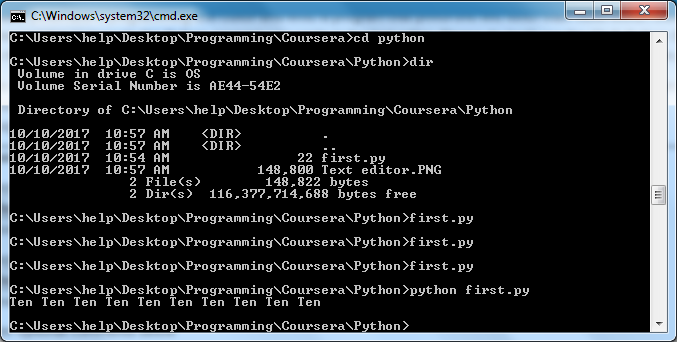 C:\Windows\system32\cmd.exe
C:\Users\help\Desktop\Programming\Coursera>cd python
C:\Users\help\Desktop\Programming\Coursera\Python>dir
 Volume in drive C is OS
 Volume Serial Number is AE44-54E2
 Directory of C:\Users\help\Desktop\Programming\Coursera\Python
10/10/2017  10:57 AM    <DIR>          .
10/10/2017  10:57 AM    <DIR>          ..
10/10/2017  10:54 AM                22 first.py
10/10/2017  10:57 AM           148,800 Text editor.PNG
               2 File(s)        148,822 bytes
               2 Dir(s)  116,377,714,688 bytes free
C:\Users\help\Desktop\Programming\Coursera\Python>first.py
C:\Users\help\Desktop\Programming\Coursera\Python>first.py
C:\Users\help\Desktop\Programming\Coursera\Python>first.py
C:\Users\help\Desktop\Programming\Coursera\Python>python first.py
Ten Ten Ten Ten Ten Ten Ten Ten Ten Ten
C:\Users\help\Desktop\Programming\Coursera\Python>